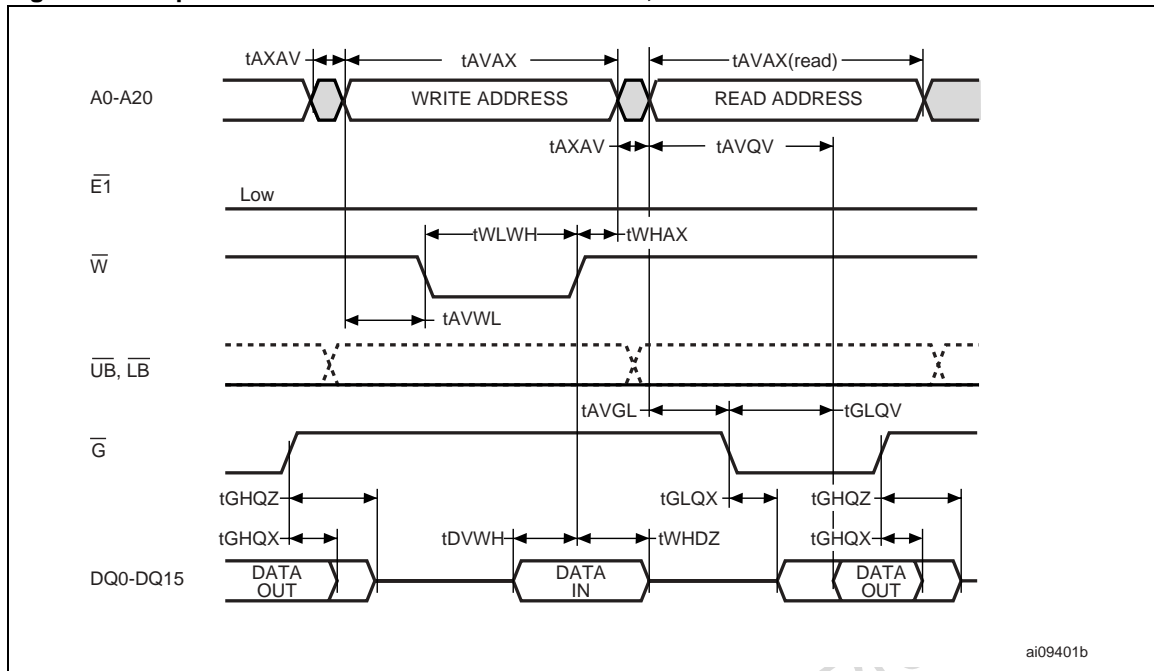 tAXAV
tAVAX
tAVAX(read)
A0-A20
WRITE ADDRESS
READ ADDRESS
tAXAV
tAVQV
E1
Low
tWLWH
tWHAX
W
tAVWL
UB, LB
tAVGL
tGLQV
G
tGHQZ
tGLQX
tGHQZ
tGHQX
tDVWH
tWHDZ
tGHQX
DQ0-DQ15
DATA
OUT
DATA
IN
DATA
OUT
ai09401b